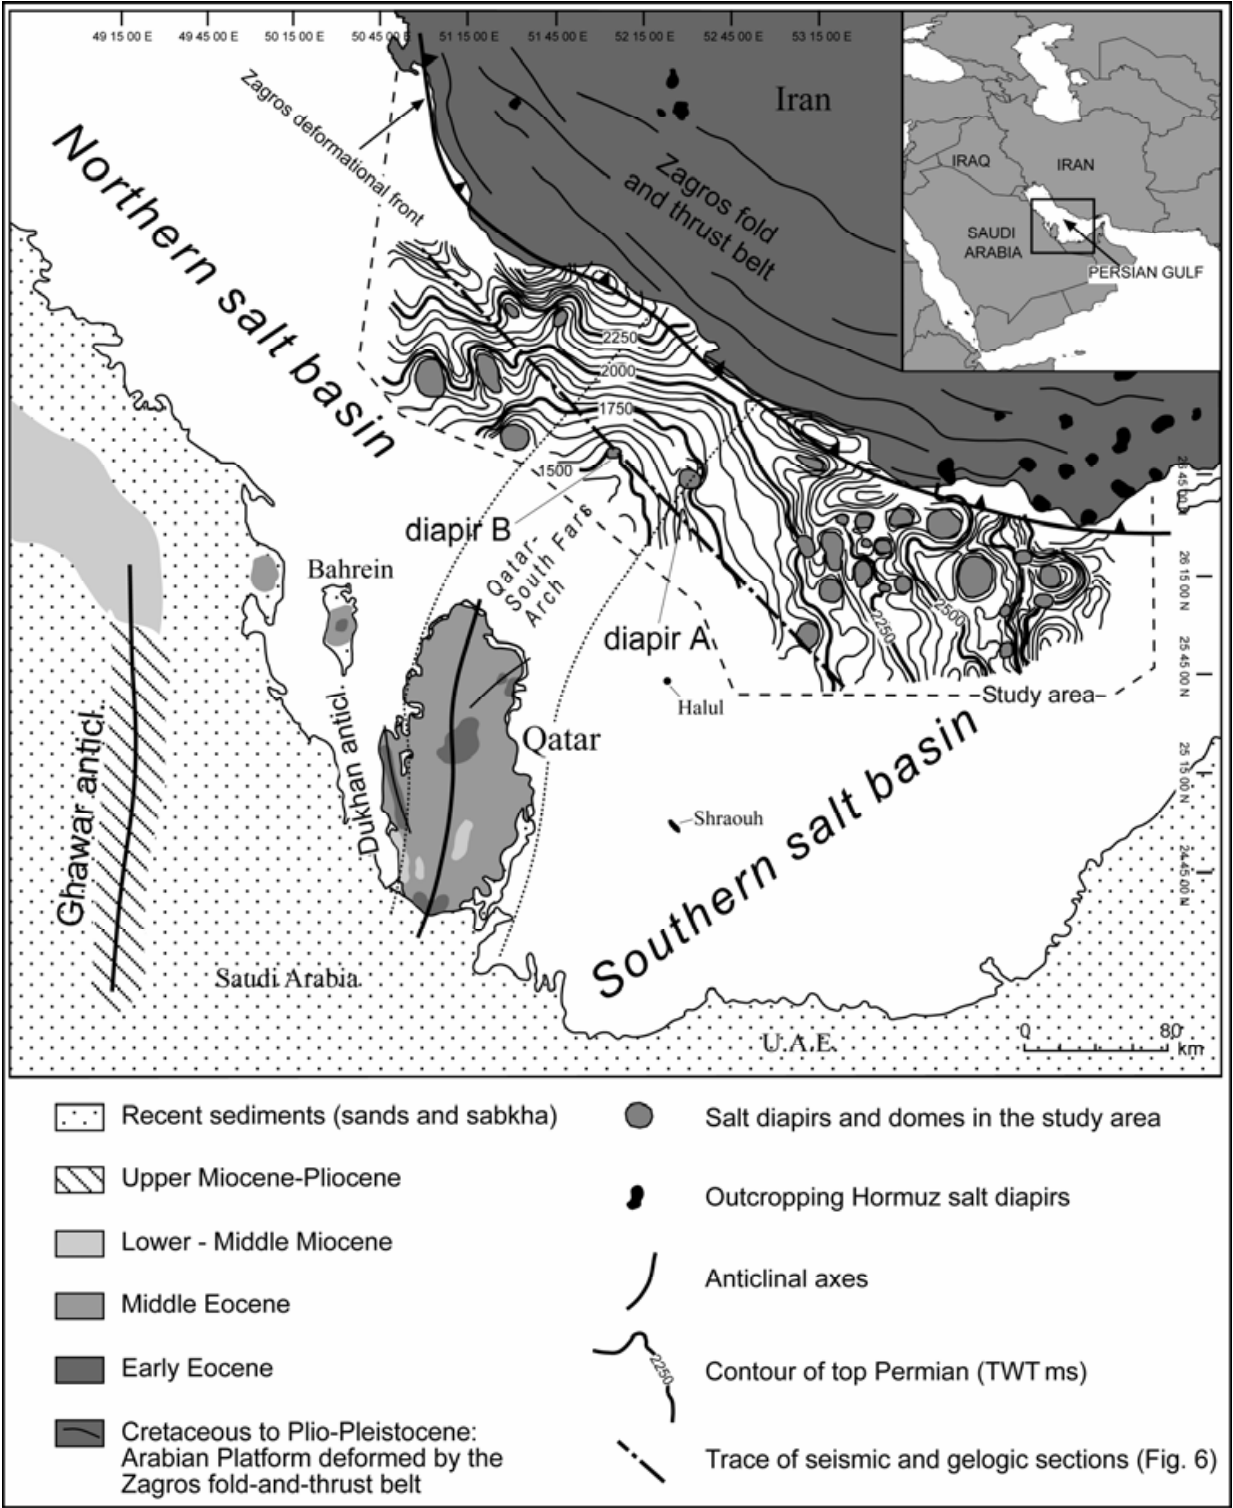 49 15 00 E
49 45 00 E
50 15 00 E
50 45 00 E
51 15 00 E
51 45 00 E
52 15 00 E
52 45 00 E
53 15 00 E
Iran
Zagros deformational front
Zagros fold
and thrust belt
Northern salt basin
IRAQ
IRAN
SAUDI
ARABIA
PERSIAN GULF
2250
2000
1750
1500
diapir B
Qatar-
South Fars
Arch
Bahrein
diapir A
2250
2500
Halul
Study area
Ghawar anticl.
Dukhan anticl.
Qatar
Shraouh
Southern salt basin
Saudi Arabia
U.A.E.
26 45 00 N
26 15 00 N
25 45 00 N
25 15 00 N
24 45 00 N
0
80
km
Recent sediments (sands and sabkha)
Upper Miocene-Pliocene
Lower - Middle Miocene
Middle Eocene
Early Eocene
Cretaceous to Plio-Pleistocene:
Arabian Platform deformed by the
Zagros fold-and-thrust belt
Salt diapirs and domes in the study area
Outcropping Hormuz salt diapirs
Anticlinal axes
2250
Contour of top Permian (TWT ms)
Trace of seismic and gelogic sections (Fig. 6)